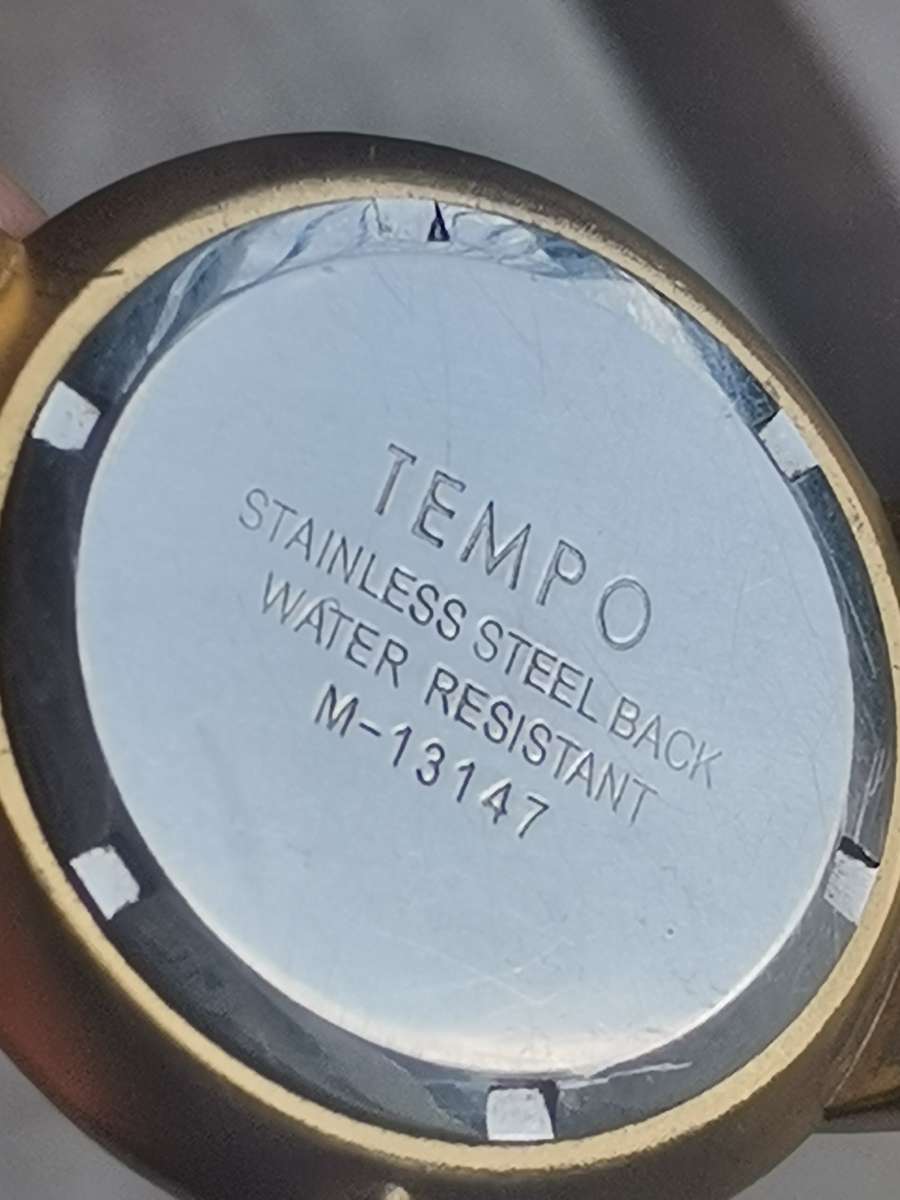 TEMPO
STAINLESS STEEL BACK
WATER RESISTANT
M-13147